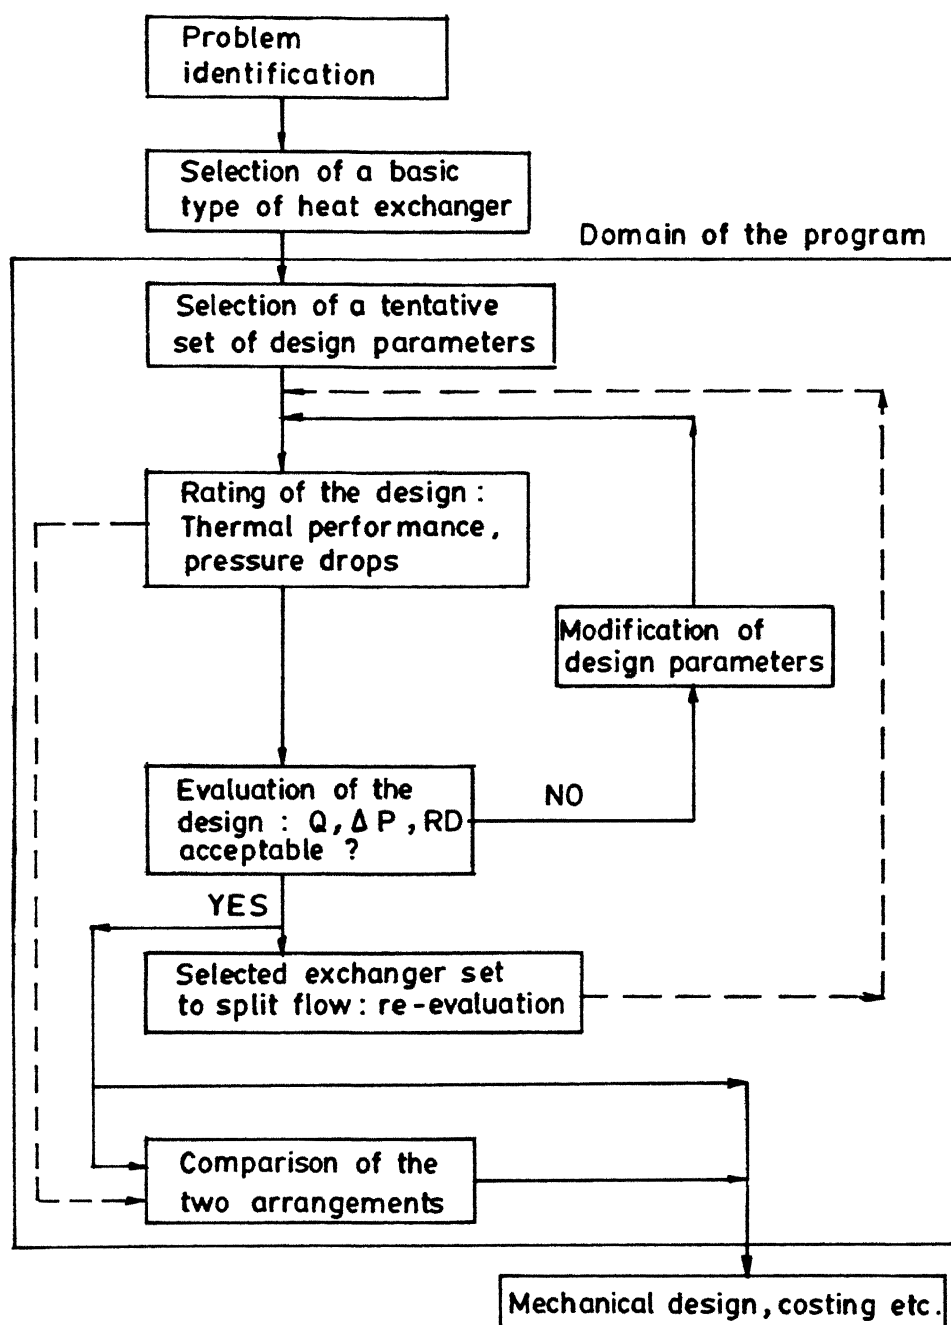 Problem
identification
Selection of a basic
type of heat exchanger
Domain of the program
Selection of a tentative
set of design parameters
Rating of the design :
Thermal performance,
pressure drops
Modification of
design parameters
Evaluation of the
design : Q, Δ P, RD
acceptable ?
NO
YES
Selected exchanger set
to split flow : re-evaluation
Comparison of the
two arrangements
Mechanical design, costing etc.